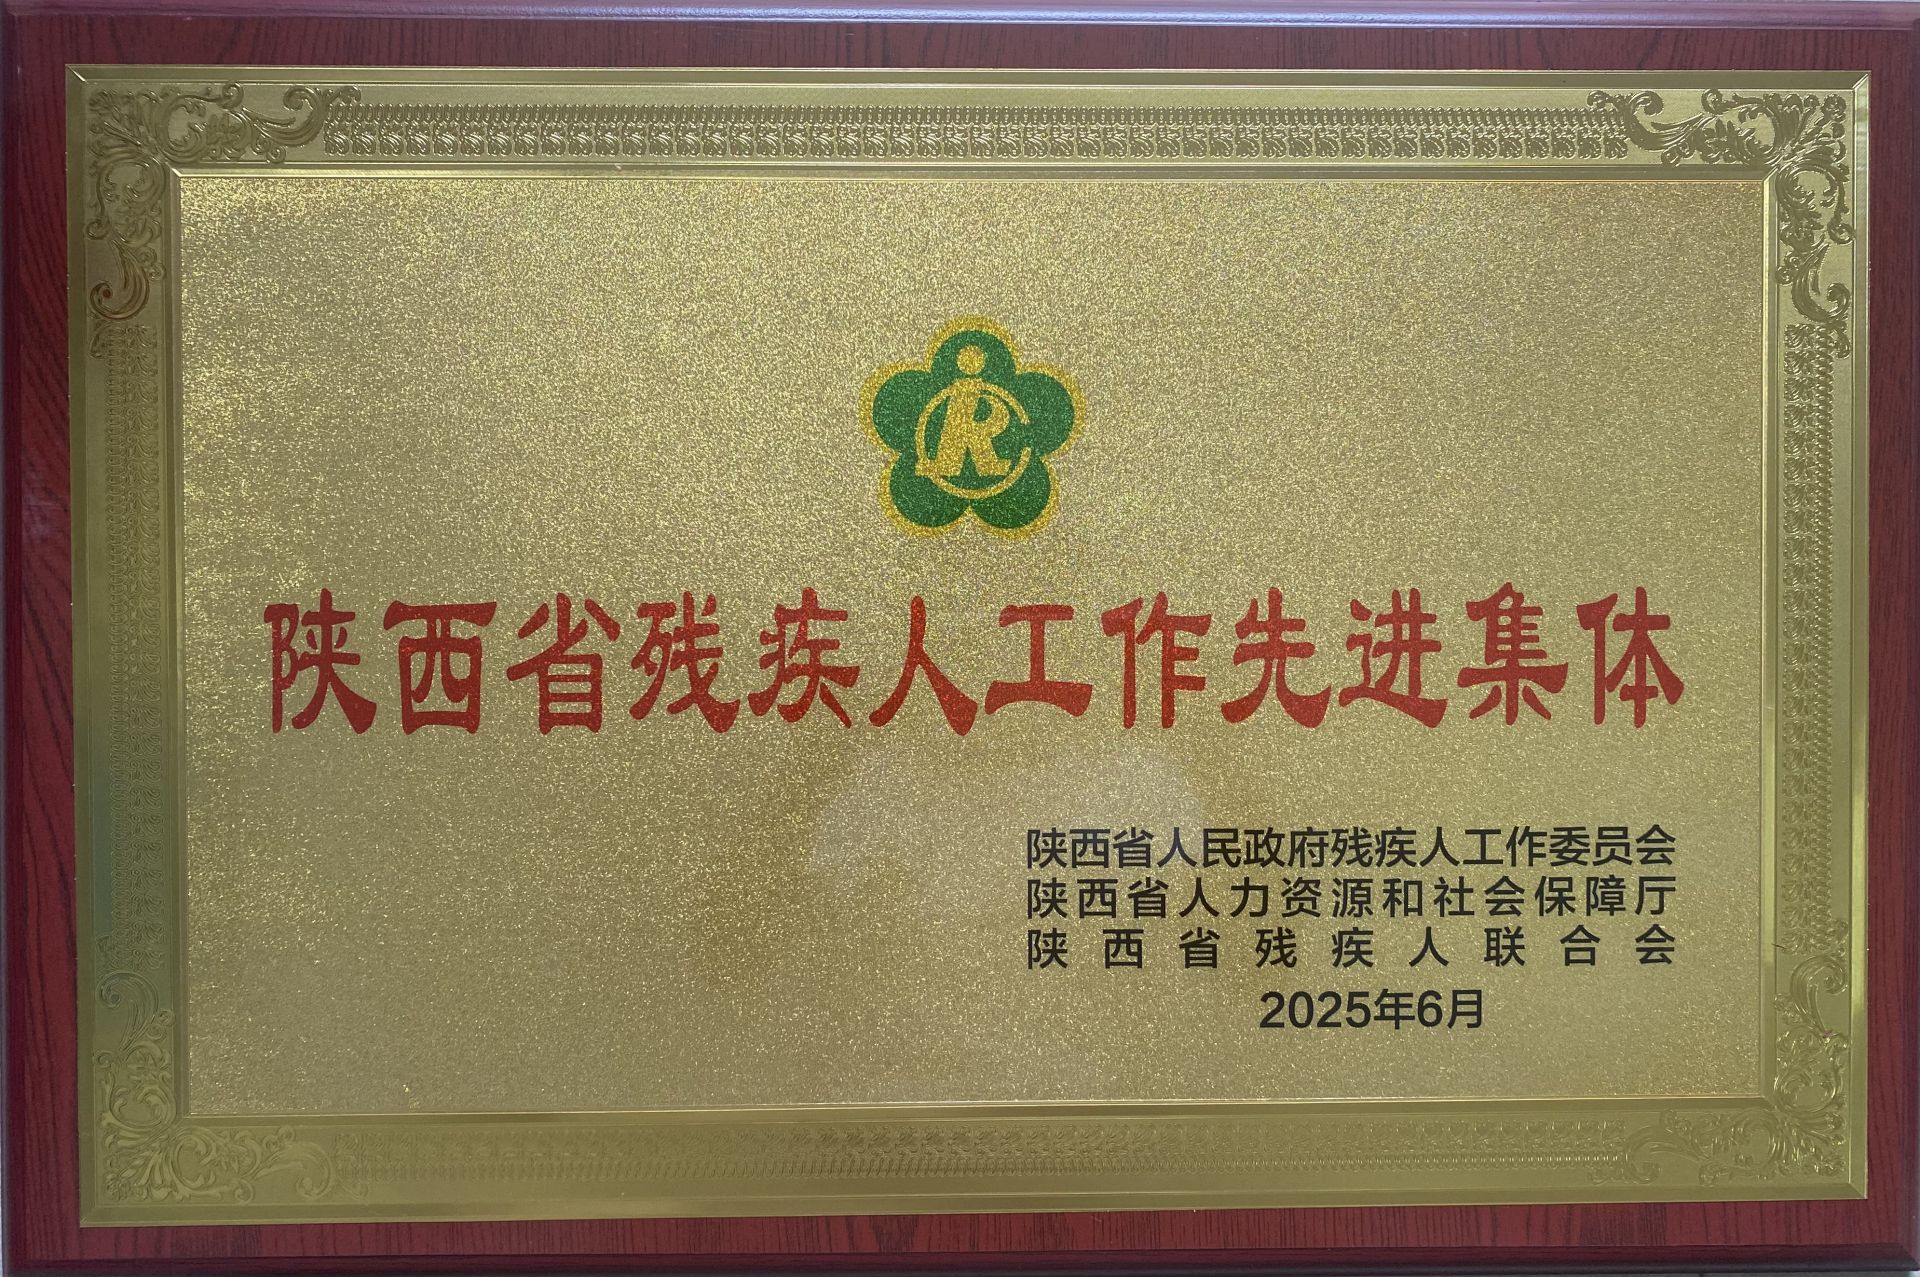 陕西省残疾人工作先进集体
陕西省人民政府残疾人工作委员会
陕西省人力资源和社会保障厅
陕西省残疾人联合会
2025年6月